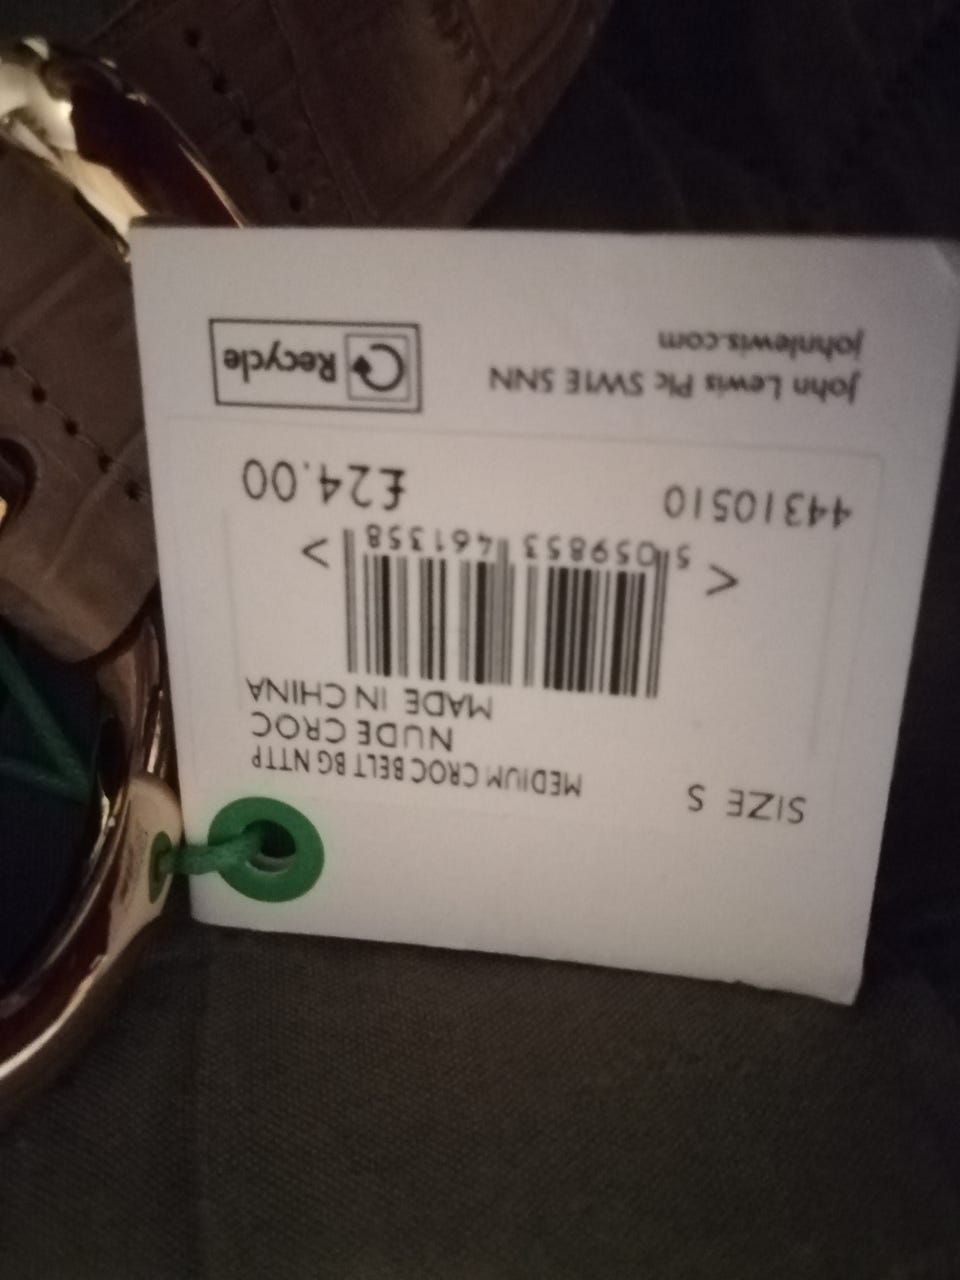 SIZE S
MEDIUM CROC BELT BG NTTP
NUDE CROC
MADE IN CHINA
5 059853 461358 >
<
44310510
£24.00
John Lewis Plc SW1E 5NN
johnlewis.com
Recycle